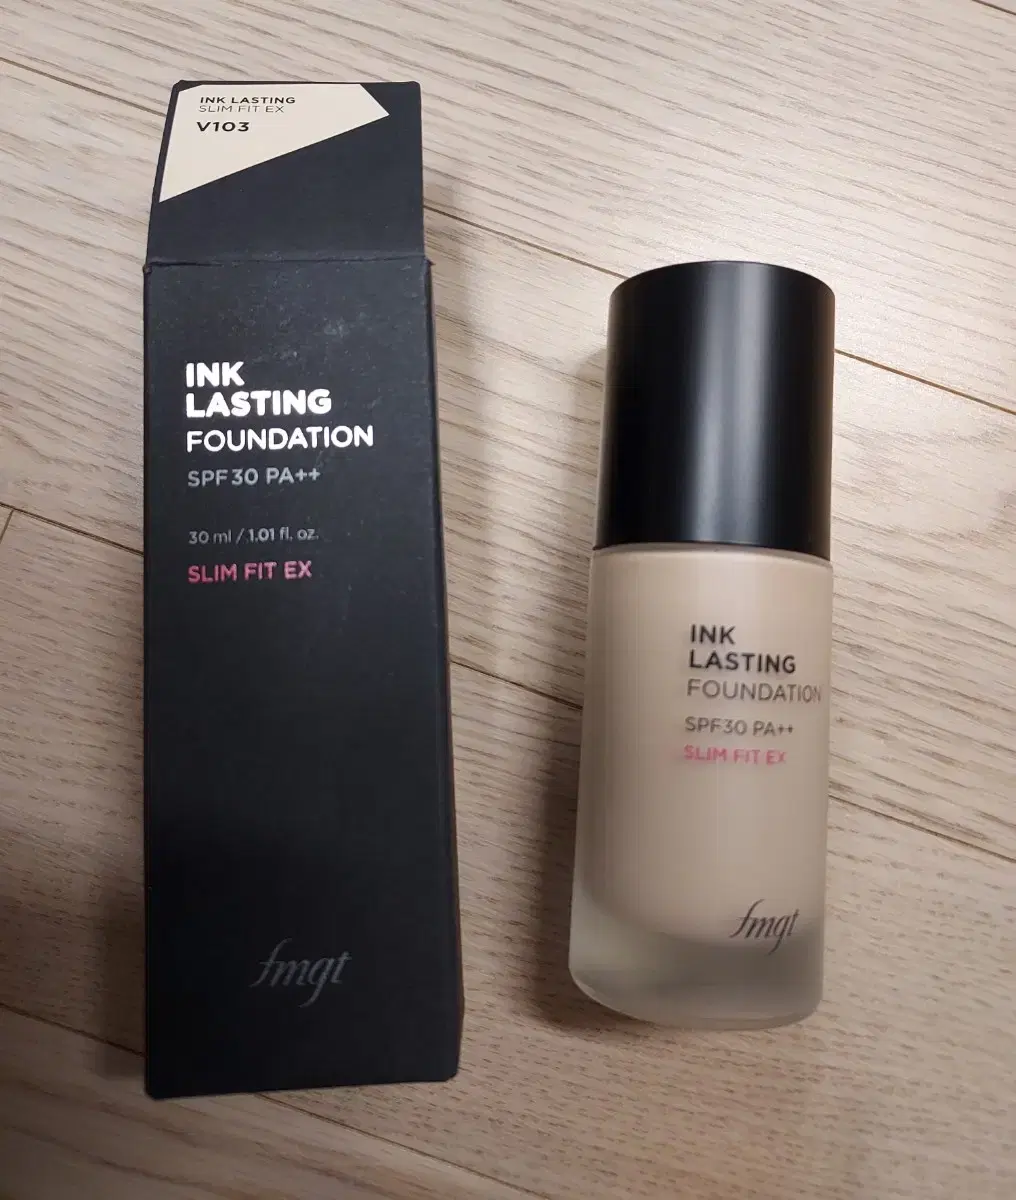 INK LASTING
SLIM FIT EX
V103
INK
LASTING
FOUNDATION
SPF30 PA++
30 ml / 1.01 fl. oz.
SLIM FIT EX
fmgt
INK
LASTING
FOUNDATION
SPF30 PA++
SLIM FIT EX
fmgt